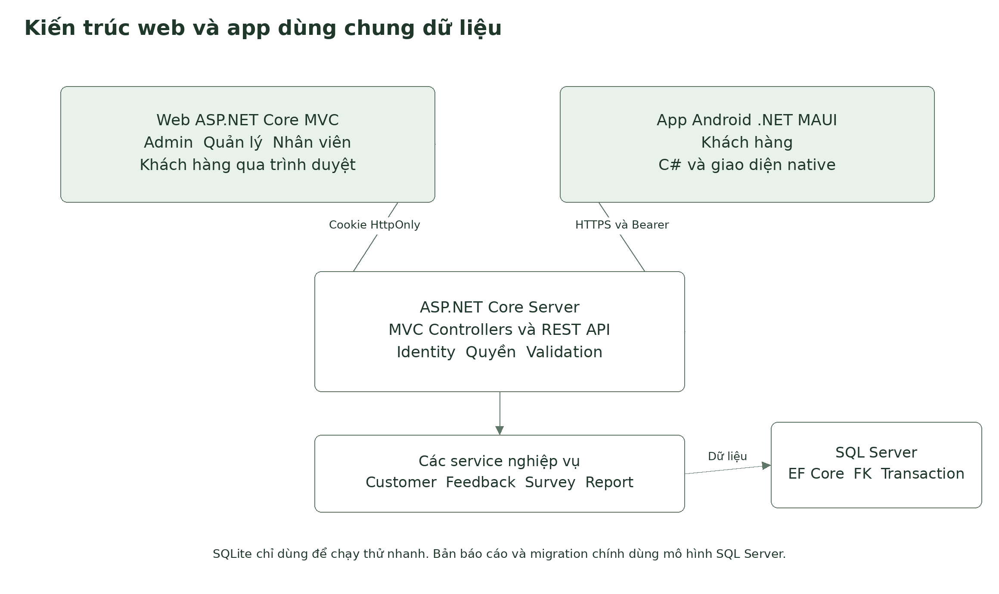 Kiến trúc web và app dùng chung dữ liệu
Web ASP.NET Core MVC
Admin  Quản lý  Nhân viên
Khách hàng qua trình duyệt
App Android .NET MAUI
Khách hàng
C# và giao diện native
Cookie HttpOnly
HTTPS và Bearer
ASP.NET Core Server
MVC Controllers và REST API
Identity  Quyền  Validation
Các service nghiệp vụ
Customer  Feedback  Survey  Report
Dữ liệu
SQL Server
EF Core  FK  Transaction
SQLite chỉ dùng để chạy thử nhanh. Bản báo cáo và migration chính dùng mô hình SQL Server.